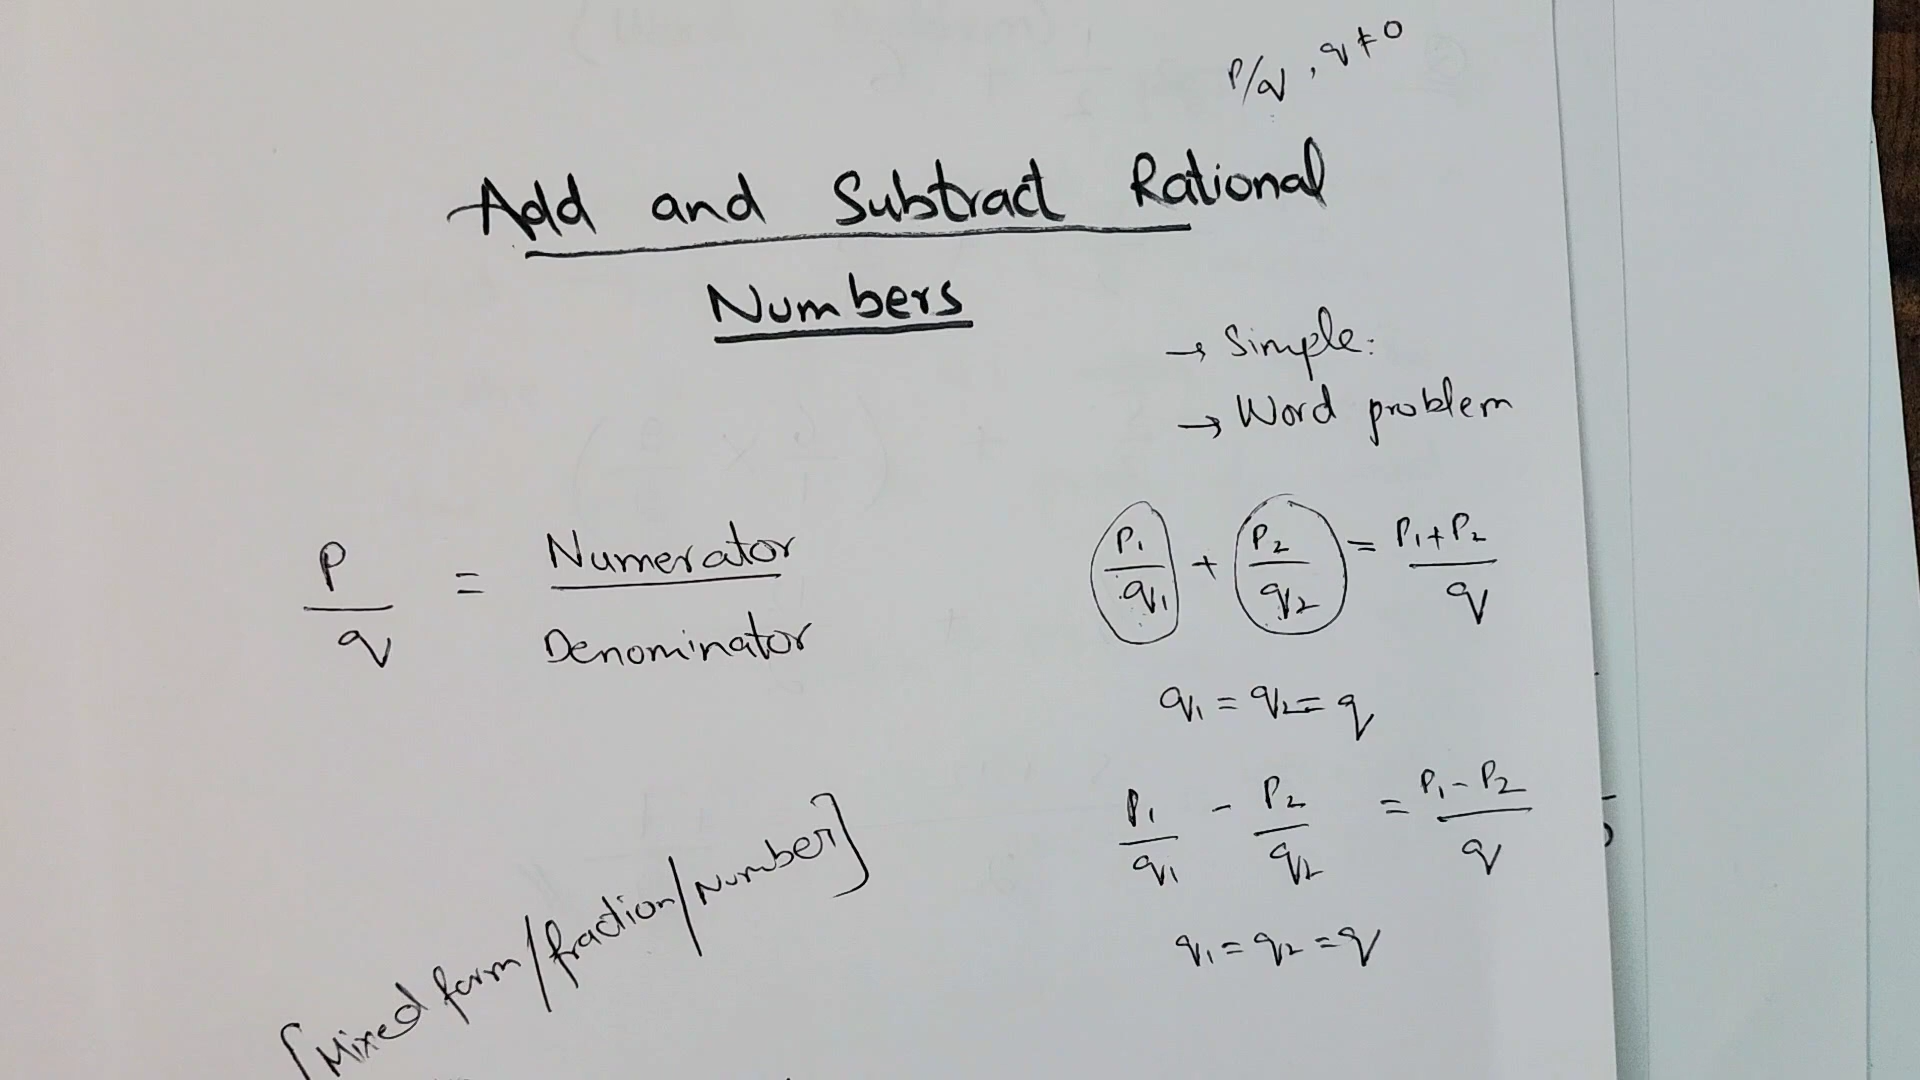 P/q, q ≠ 0
Add and Subtract Rational
Numbers
→ Simple:
→ Word problem
P/q = Numerator/Denominator
P₁/q₁ + P₂/q₂ = P₁+P₂/q
q₁ = q₂ = q
P₁/q₁ - P₂/q₂ = P₁-P₂/q
q₁ = q₂ = q
[Mixed form/fraction/Number]